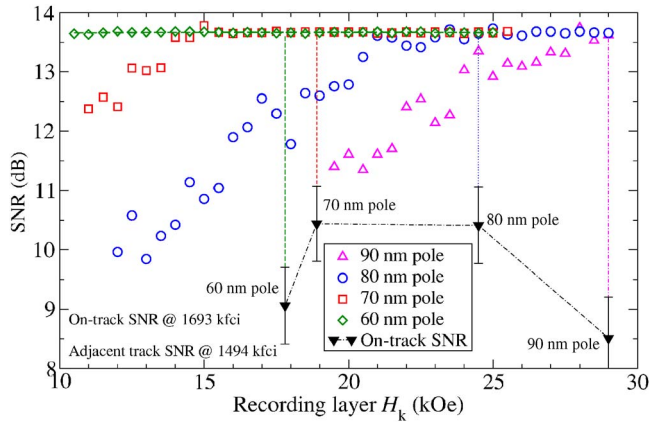 14
13
12
11
10
9
8
SNR (dB)
70 nm pole
80 nm pole
60 nm pole
90 nm pole
90 nm pole
80 nm pole
70 nm pole
60 nm pole
On-track SNR
On-track SNR @ 1693 kfci
Adjacent track SNR @ 1494 kfci
10 15 20 25 30
Recording layer Hk (kOe)